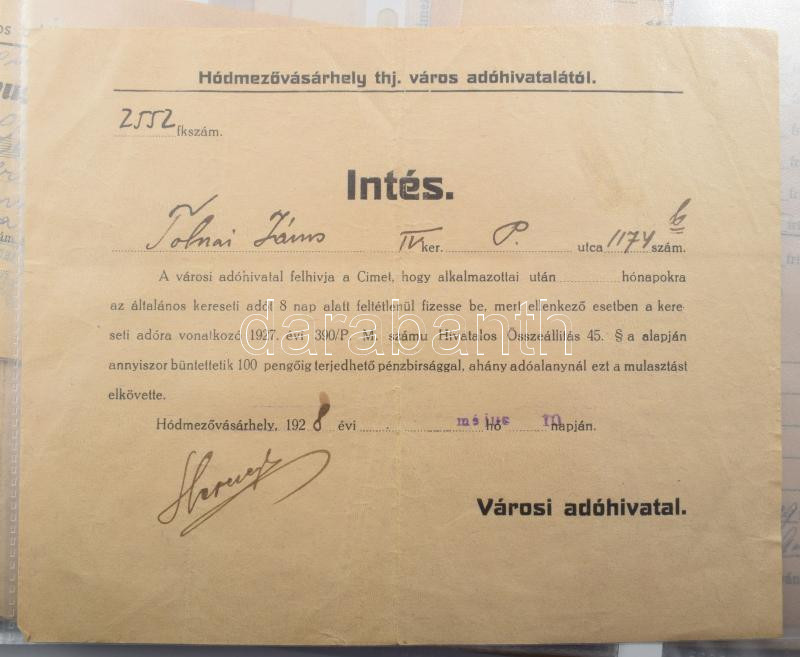 Hódmezővásárhely thj. város adóhivatalától.
2552 fkszám.
Intés.
Tolnai János IV ker. P. utca 1174 szám. b
A városi adóhivatal felhivja a Cimet, hogy alkalmazottai után hónapokra
az általános kereseti adót 8 nap alatt feltétlenül fizesse be, mert ellenkező esetben a kere-
seti adóra vonatkozó 1927. évi 390/P. M. számu Hivatalos Összeállitás 45. § a alapján
annyiszor büntettetik 100 pengőig terjedhető pénzbirsággal, ahány adóalanynál ezt a mulasztást
elkövette.
Hódmezővásárhely, 1928 évi május hó 10 napján.
Városi adóhivatal.
darabanth